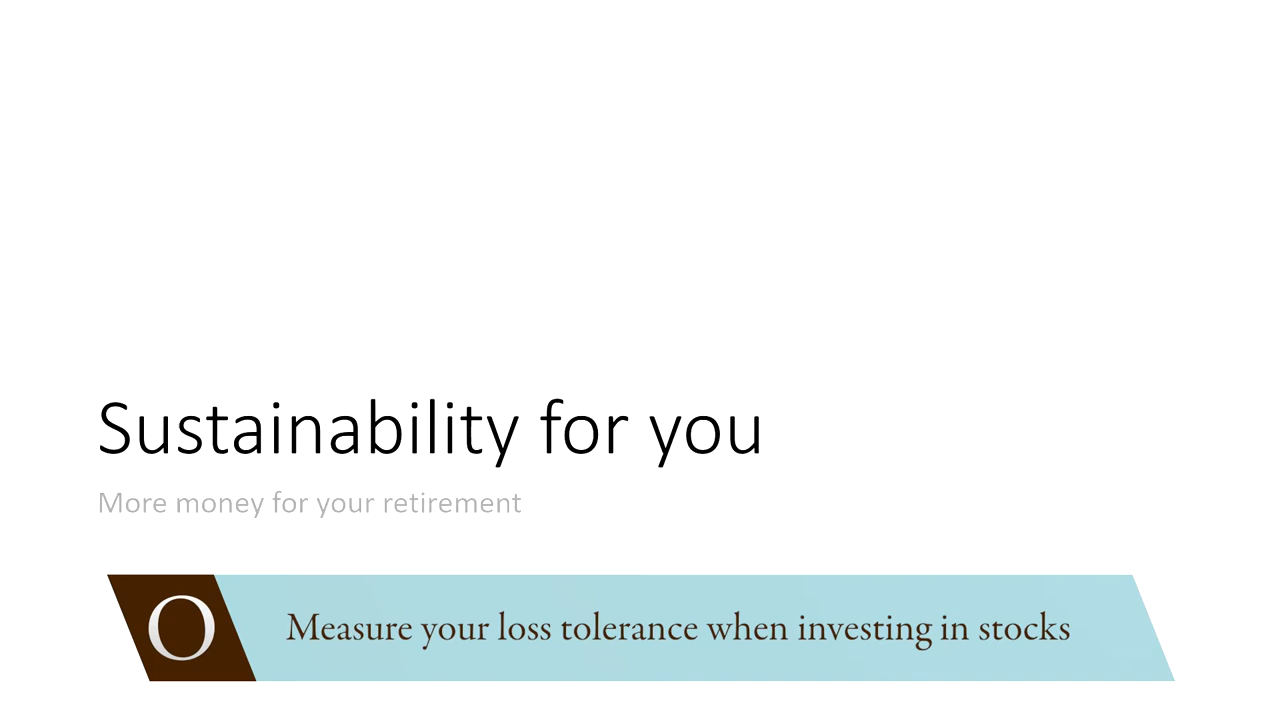 Sustainability for you
More money for your retirement
O Measure your loss tolerance when investing in stocks